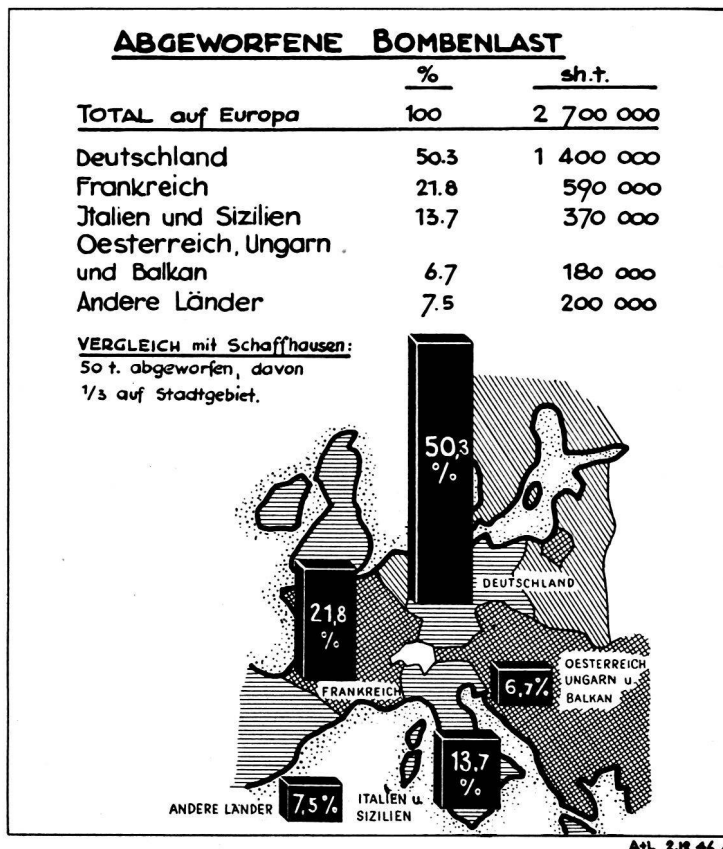 ABGEWORFENE BOMBENLAST
% sh.t.
TOTAL auf Europa 100 2 700 000
Deutschland 50.3 1 400 000
Frankreich 21.8 590 000
Italien und Sizilien 13.7 370 000
Oesterreich, Ungarn
und Balkan 6.7 180 000
Andere Länder 7.5 200 000
VERGLEICH mit Schaffhausen:
50 t. abgeworfen, davon
1/3 auf Stadtgebiet.
50,3
%
DEUTSCHLAND
21,8
%
FRANKREICH
OESTERREICH
UNGARN u.
BALKAN
6,7%
13.7
%
ITALIEN u.
SIZILIEN
ANDERE LÄNDER 7,5%